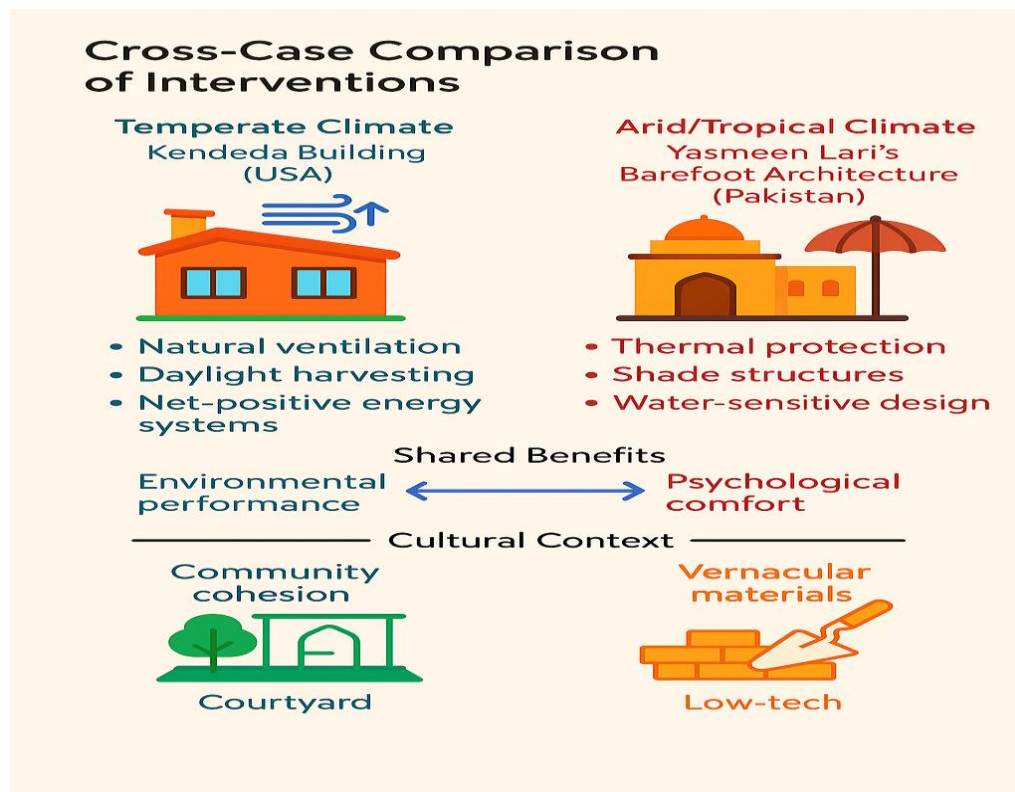 Cross-Case Comparison
of Interventions
Temperate Climate
Kendeda Building
(USA)
• Natural ventilation
• Daylight harvesting
• Net-positive energy
systems
Arid/Tropical Climate
Yasmeen Lari’s
Barefoot Architecture
(Pakistan)
• Thermal protection
• Shade structures
• Water-sensitive design
Shared Benefits
Environmental
performance
Psychological
comfort
Cultural Context
Community
cohesion
Courtyard
Vernacular
materials
Low-tech